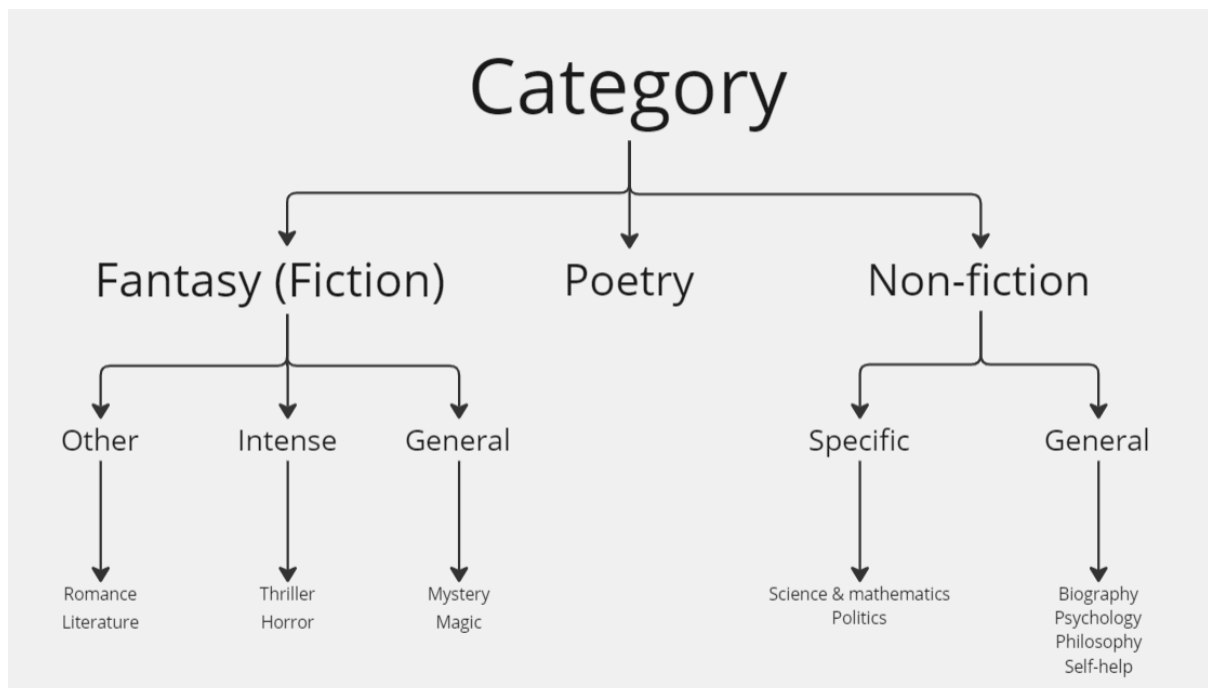 Category
Fantasy (Fiction)
Poetry
Non-fiction
Other
Intense
General
Specific
General
Romance
Literature
Thriller
Horror
Mystery
Magic
Science & mathematics
Politics
Biography
Psychology
Philosophy
Self-help